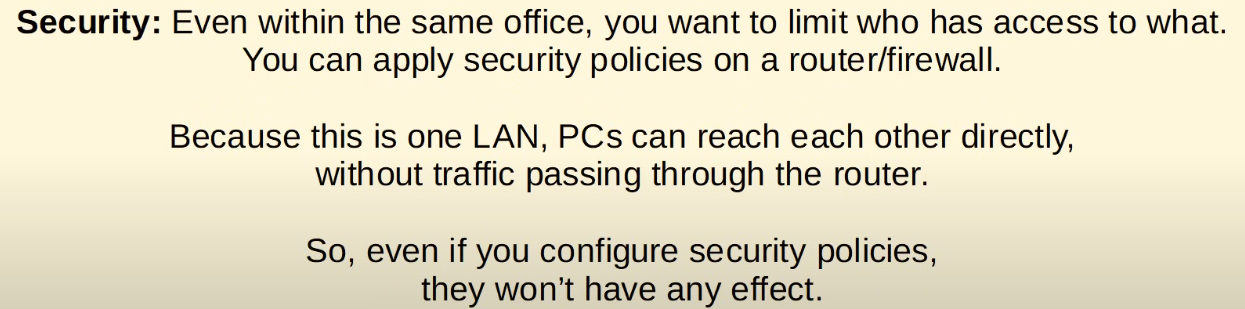 Security: Even within the same office, you want to limit who has access to what.
You can apply security policies on a router/firewall.
Because this is one LAN, PCs can reach each other directly,
without traffic passing through the router.
So, even if you configure security policies,
they won’t have any effect.